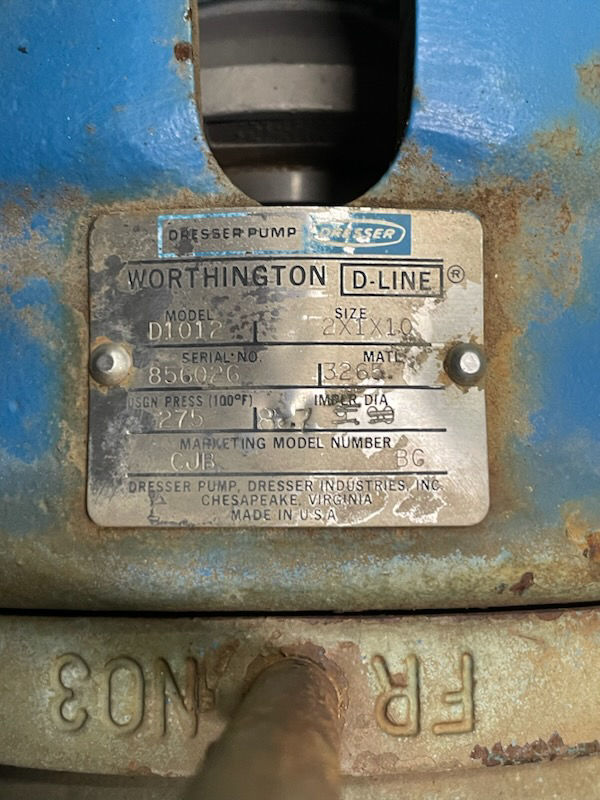 DRESSER PUMP DRESSER
WORTHINGTON D-LINE ®
MODEL SIZE
D1012 2X1X10
SERIAL NO. MATL
856026 3265
DSGN PRESS (100°F) IMPLR DIA
275
MARKETING MODEL NUMBER
CJB BG
DRESSER PUMP, DRESSER INDUSTRIES, INC.
CHESAPEAKE, VIRGINIA
MADE IN U.S.A
FR NO3